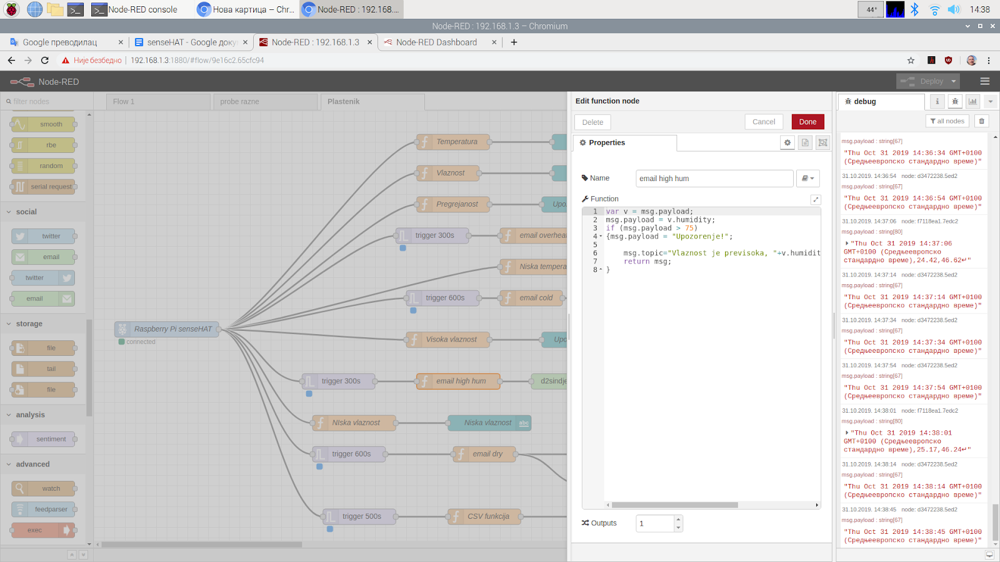 Node-RED console
Нова картица – Chr...
Node-RED : 192.168....
44°
14:38
Node-RED : 192.168.1.3 – Chromium
Google преводилац
senseHAT - Google доку
Node-RED : 192.168.1.3
Node-RED Dashboard
Није безбедно
192.168.1.3:1880/#flow/9e16c2.65cfc94
Node-RED
Deploy
filter nodes
smooth
rbe
random
serial request
social
twitter
email
twitter
email
storage
file
tail
file
analysis
sentiment
advanced
watch
feedparser
exec
Flow 1
probe razne
Plastenik
Temperatura
Vlaznost
Pregrejanost
Upo
trigger 300s
email overhea
Niska tempera
trigger 600s
email cold
Raspberry Pi senseHAT
connected
Visoka vlaznost
Upo
trigger 300s
email high hum
d2sindje
NIska vlaznost
Niska vlaznost
abc
trigger 600s
email dry
trigger 500s
CSV funkcija
Edit function node
Delete
Cancel
Done
Properties
Name
email high hum
Function
1 var v = msg.payload;
2 msg.payload = v.humidity;
3 if (msg.payload > 75)
4 {msg.payload = "Upozorenje!";
5
6 msg.topic="Vlaznost je previsoka, "+v.humidit
7 return msg;
8 }
Outputs
1
debug
all nodes
msg.payload : string[67]
"Thu Oct 31 2019 14:36:34 GMT+0100
(Средњеевропско стандардно време)"
31.10.2019. 14:36:54 node: d3472238.5ed2
msg.payload : string[67]
"Thu Oct 31 2019 14:36:54 GMT+0100
(Средњеевропско стандардно време)"
31.10.2019. 14:37:06 node: f7118ea1.7edc2
msg.payload : string[80]
"Thu Oct 31 2019 14:37:06
GMT+0100 (Средњеевропско
стандардно време),24.42,46.62↵"
31.10.2019. 14:37:14 node: d3472238.5ed2
msg.payload : string[67]
"Thu Oct 31 2019 14:37:14 GMT+0100
(Средњеевропско стандардно време)"
31.10.2019. 14:37:34 node: d3472238.5ed2
msg.payload : string[67]
"Thu Oct 31 2019 14:37:34 GMT+0100
(Средњеевропско стандардно време)"
31.10.2019. 14:37:54 node: d3472238.5ed2
msg.payload : string[67]
"Thu Oct 31 2019 14:37:54 GMT+0100
(Средњеевропско стандардно време)"
31.10.2019. 14:38:01 node: f7118ea1.7edc2
msg.payload : string[80]
"Thu Oct 31 2019 14:38:01
GMT+0100 (Средњеевропско
стандардно време),25.17,46.24↵"
31.10.2019. 14:38:14 node: d3472238.5ed2
msg.payload : string[67]
"Thu Oct 31 2019 14:38:14 GMT+0100
(Средњеевропско стандардно време)"
31.10.2019. 14:38:45 node: d3472238.5ed2
msg.payload : string[67]
"Thu Oct 31 2019 14:38:45 GMT+0100
(Средњеевропско стандардно време)"